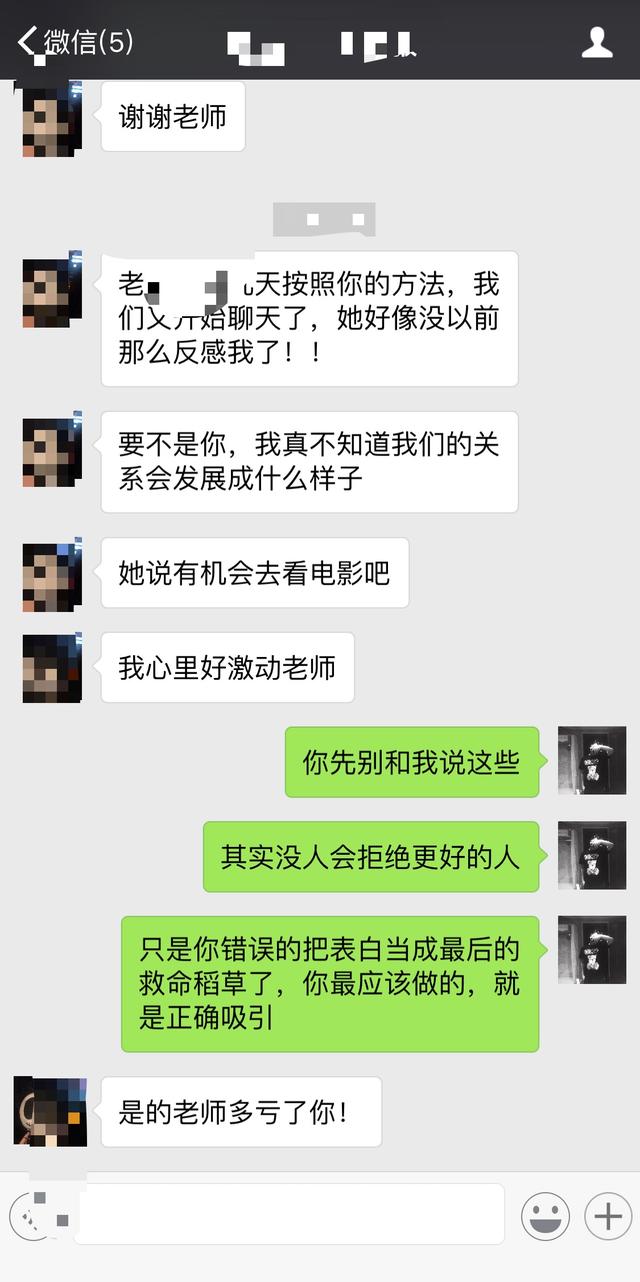 微信(5)
谢谢老师
老 天按照你的方法，我
们又开始聊天了，她好像没以前
那么反感我了！！
要不是你，我真不知道我们的关
系会发展成什么样子
她说有机会去看电影吧
我心里好激动老师
你先别和我说这些
其实没人会拒绝更好的人
只是你错误的把表白当成最后的
救命稻草了，你最应该做的，就
是正确吸引
是的老师多亏了你！